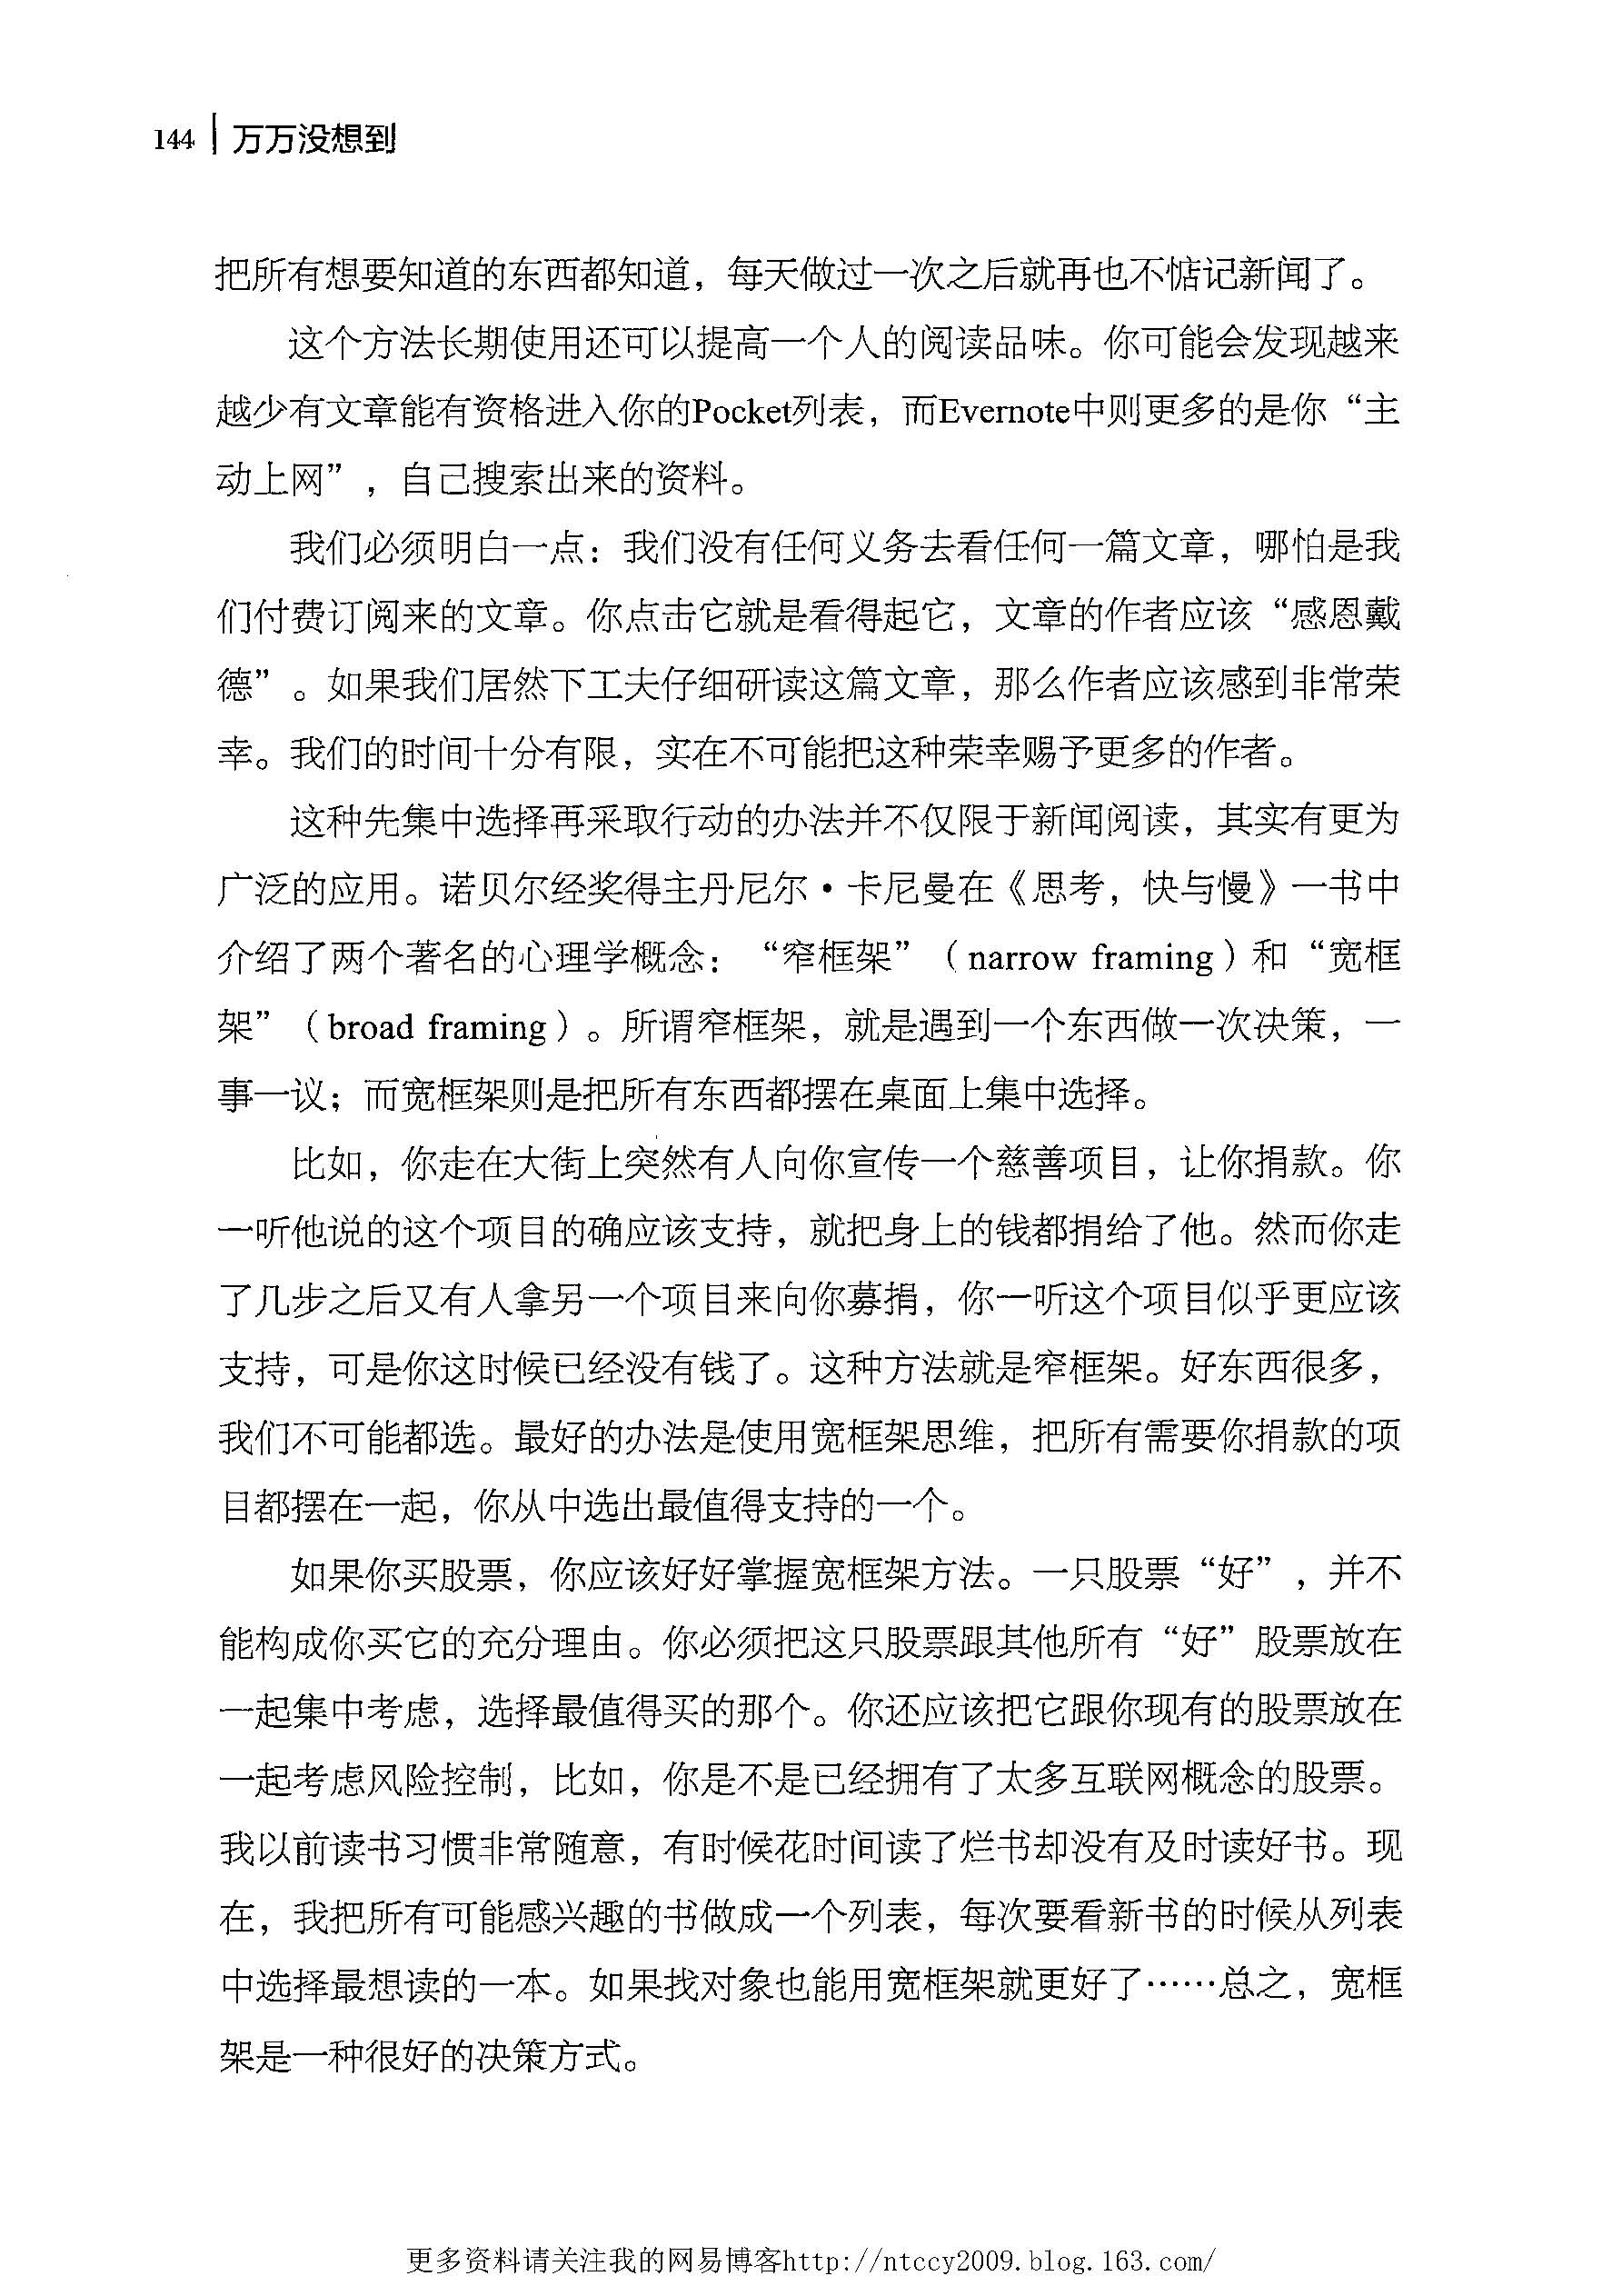 144 万万没想到
把所有想要知道的东西都知道，每天做过一次之后就再也不惦记新闻了。
这个方法长期使用还可以提高一个人的阅读品味。你可能会发现越来
越少有文章能有资格进入你的Pocket列表，而Evernote中则更多的是你“主
动上网”，自己搜索出来的资料。
我们必须明白一点：我们没有任何义务去看任何一篇文章，哪怕是我
们付费订阅来的文章。你点击它就是看得起它，文章的作者应该“感恩戴
德”。如果我们居然下工夫仔细研读这篇文章，那么作者应该感到非常荣
幸。我们的时间十分有限，实在不可能把这种荣幸赐予更多的作者。
这种先集中选择再采取行动的办法并不仅限于新闻阅读，其实有更为
广泛的应用。诺贝尔经奖得主丹尼尔·卡尼曼在《思考，快与慢》一书中
介绍了两个著名的心理学概念：“窄框架”（narrow framing）和“宽框
架”（broad framing）。所谓窄框架，就是遇到一个东西做一次决策，一
事一议；而宽框架则是把所有东西都摆在桌面上集中选择。
比如，你走在大街上突然有人向你宣传一个慈善项目，让你捐款。你
一听他说的这个项目的确应该支持，就把身上的钱都捐给了他。然而你走
了几步之后又有人拿另一个项目来向你募捐，你一听这个项目似乎更应该
支持，可是你这时候已经没有钱了。这种方法就是窄框架。好东西很多，
我们不可能都选。最好的办法是使用宽框架思维，把所有需要你捐款的项
目都摆在一起，你从中选出最值得支持的一个。
如果你买股票，你应该好好掌握宽框架方法。一只股票“好”，并不
能构成你买它的充分理由。你必须把这只股票跟其他所有“好”股票放在
一起集中考虑，选择最值得买的那个。你还应该把它跟你现有的股票放在
一起考虑风险控制，比如，你是不是已经拥有了太多互联网概念的股票。
我以前读书习惯非常随意，有时候花时间读了烂书却没有及时读好书。现
在，我把所有可能感兴趣的书做成一个列表，每次要看新书的时候从列表
中选择最想读的一本。如果找对象也能用宽框架就更好了……总之，宽框
架是一种很好的决策方式。
更多资料请关注我的网易博客http://ntccy2009.blog.163.com/